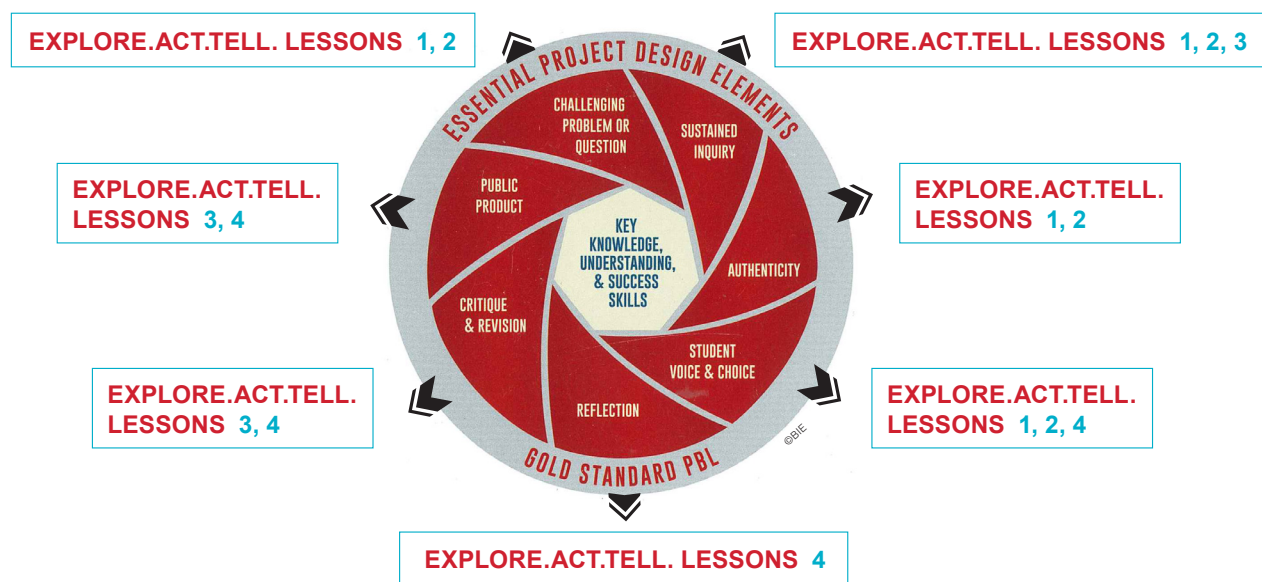 EXPLORE.ACT.TELL. LESSONS 1, 2
EXPLORE.ACT.TELL. LESSONS 1, 2, 3
ESSENTIAL PROJECT DESIGN ELEMENTS
CHALLENGING
PROBLEM OR
QUESTION
SUSTAINED
INQUIRY
EXPLORE.ACT.TELL.
LESSONS 3, 4
PUBLIC
PRODUCT
KEY
KNOWLEDGE,
UNDERSTANDING,
& SUCCESS
SKILLS
EXPLORE.ACT.TELL.
LESSONS 1, 2
AUTHENTICITY
CRITIQUE
& REVISION
STUDENT
VOICE & CHOICE
REFLECTION
EXPLORE.ACT.TELL.
LESSONS 3, 4
EXPLORE.ACT.TELL.
LESSONS 1, 2, 4
©BIE
GOLD STANDARD PBL
EXPLORE.ACT.TELL. LESSONS 4